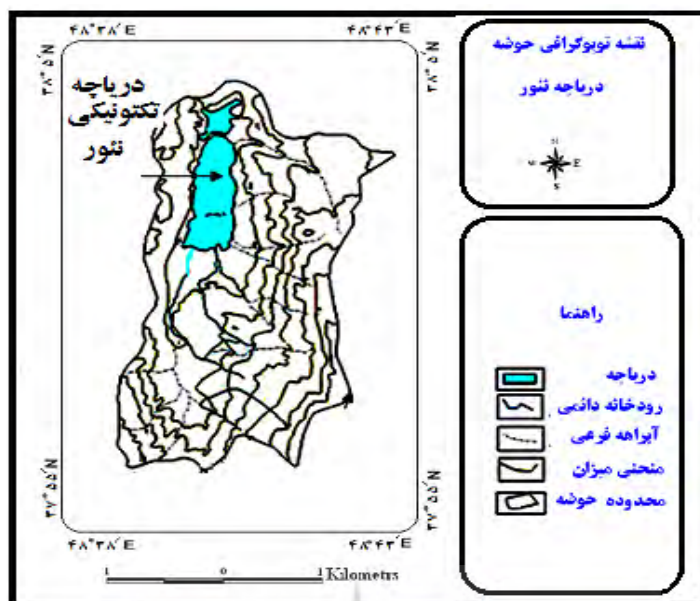 ۴۸°۳۸′E
۴۸°۴۳′E
۳۸°۵′N
۳۸°۵′N
دریاچه
تکتونیکی
نئور
۳۷°۵۵′N
۳۷°۵۵′N
۴۸°۳۸′E
۴۸°۴۳′E
1 0 1 Kilometrs
نقشه توپوگرافی حوضه
دریاچه نئور
N
E
S
راهنما
دریاچه
رودخانه دائمی
آبراهه فرعی
منحنی میزان
محدوده حوضه